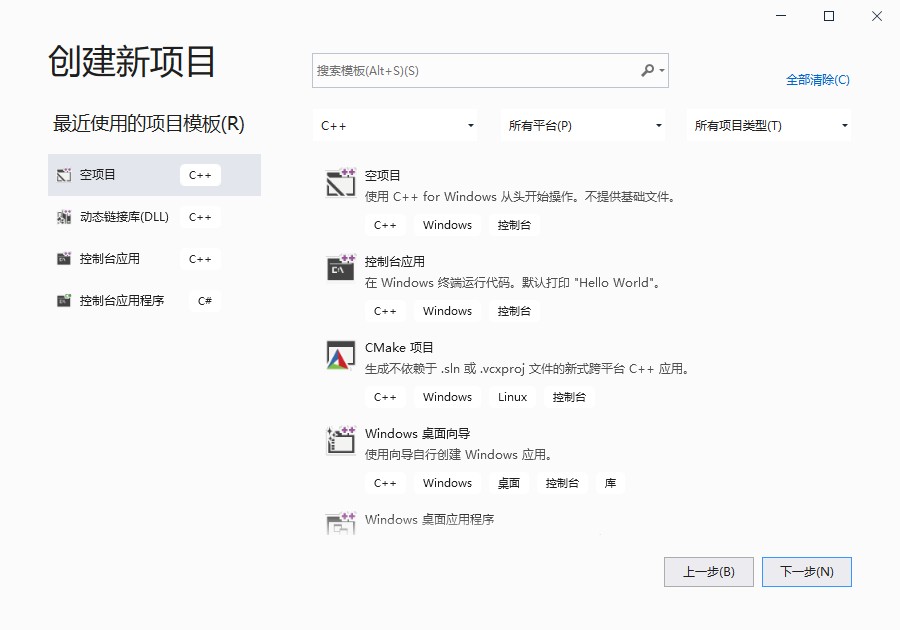 创建新项目
搜索模板(Alt+S)(S)
全部清除(C)
最近使用的项目模板(R)
C++
所有平台(P)
所有项目类型(T)
空项目
C++
动态链接库(DLL)
C++
控制台应用
C++
控制台应用程序
C#
空项目
使用 C++ for Windows 从头开始操作。不提供基础文件。
C++ Windows 控制台
控制台应用
在 Windows 终端运行代码。默认打印 "Hello World"。
C++ Windows 控制台
CMake 项目
生成不依赖于 .sln 或 .vcxproj 文件的新式跨平台 C++ 应用。
C++ Windows Linux 控制台
Windows 桌面向导
使用向导自行创建 Windows 应用。
C++ Windows 桌面 控制台 库
Windows 桌面应用程序
上一步(B)
下一步(N)